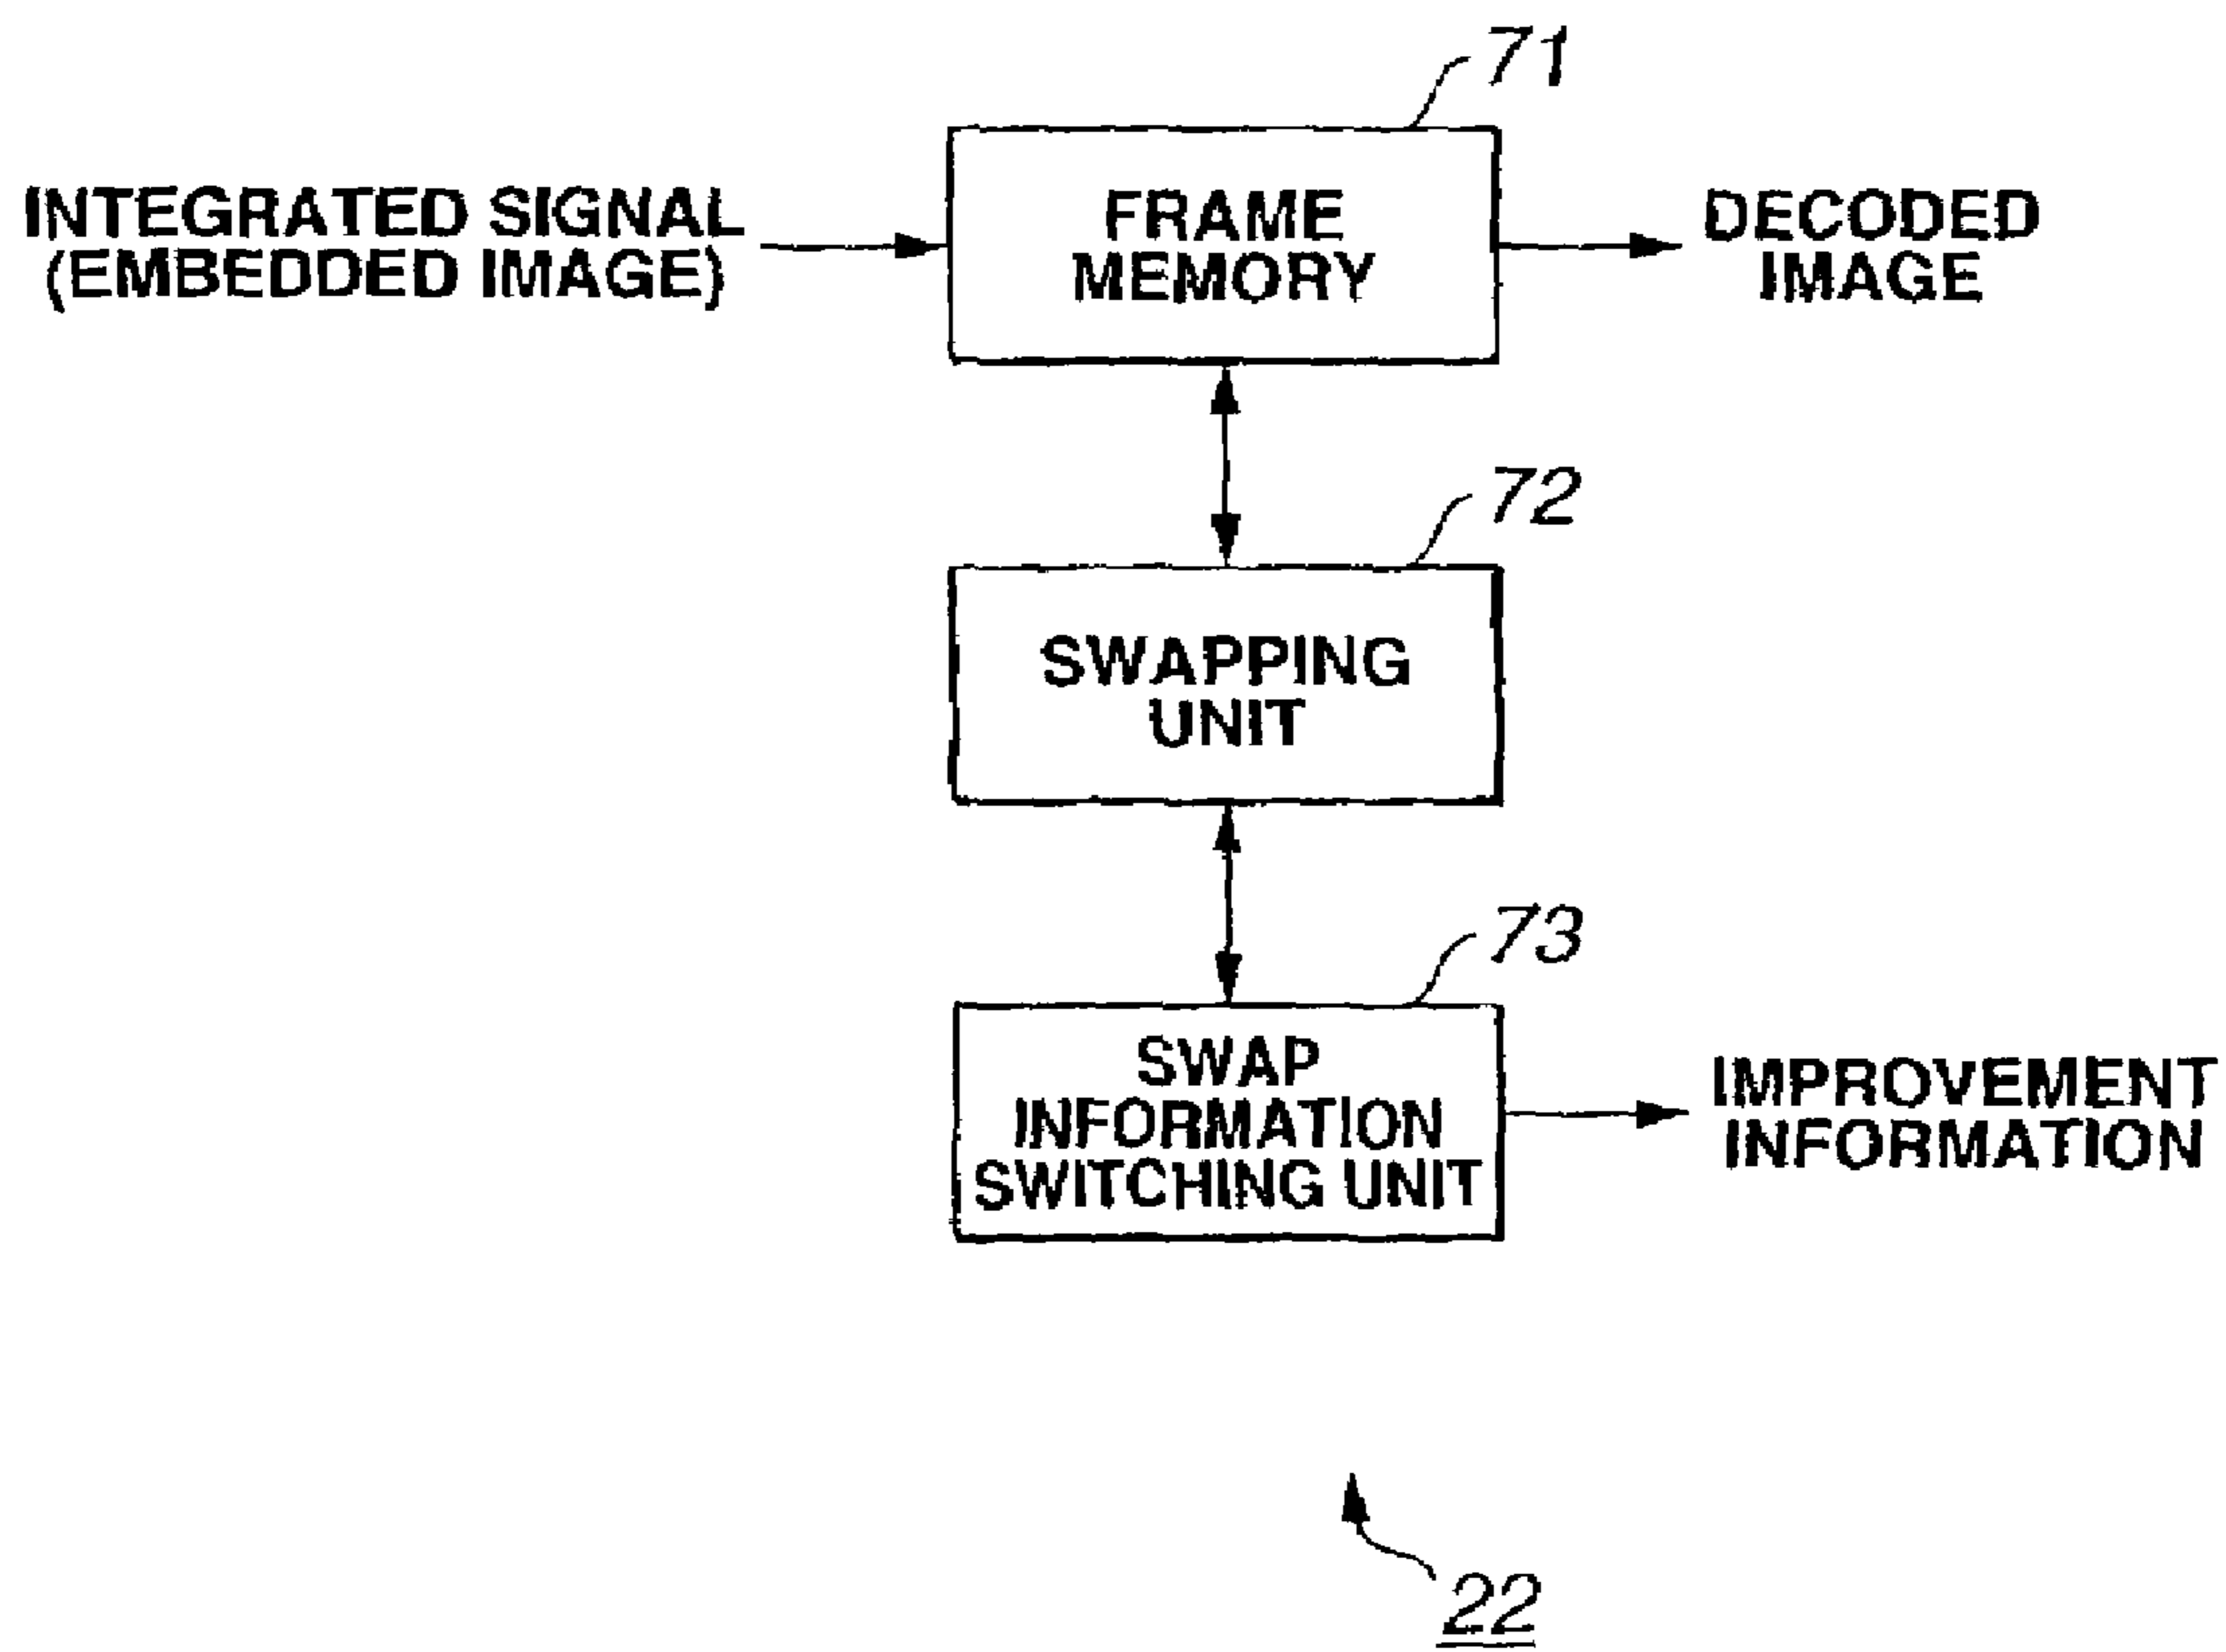 71
INTEGRATED SIGNAL
(EMBEDDED IMAGE)
FRAME
MEMORY
DECODED
IMAGE
72
SWAPPING
UNIT
73
SWAP
INFORMATION
SWITCHING UNIT
IMPROVEMENT
INFORMATION
22